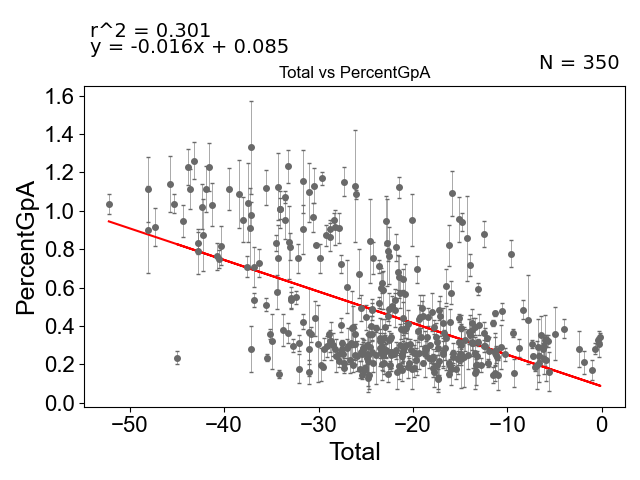 r^2 = 0.301
y = -0.016x + 0.085
N = 350
Total vs PercentGpA
PercentGpA
1.6
1.4
1.2
1.0
0.8
0.6
0.4
0.2
0.0
−50
−40
−30
−20
−10
0
Total